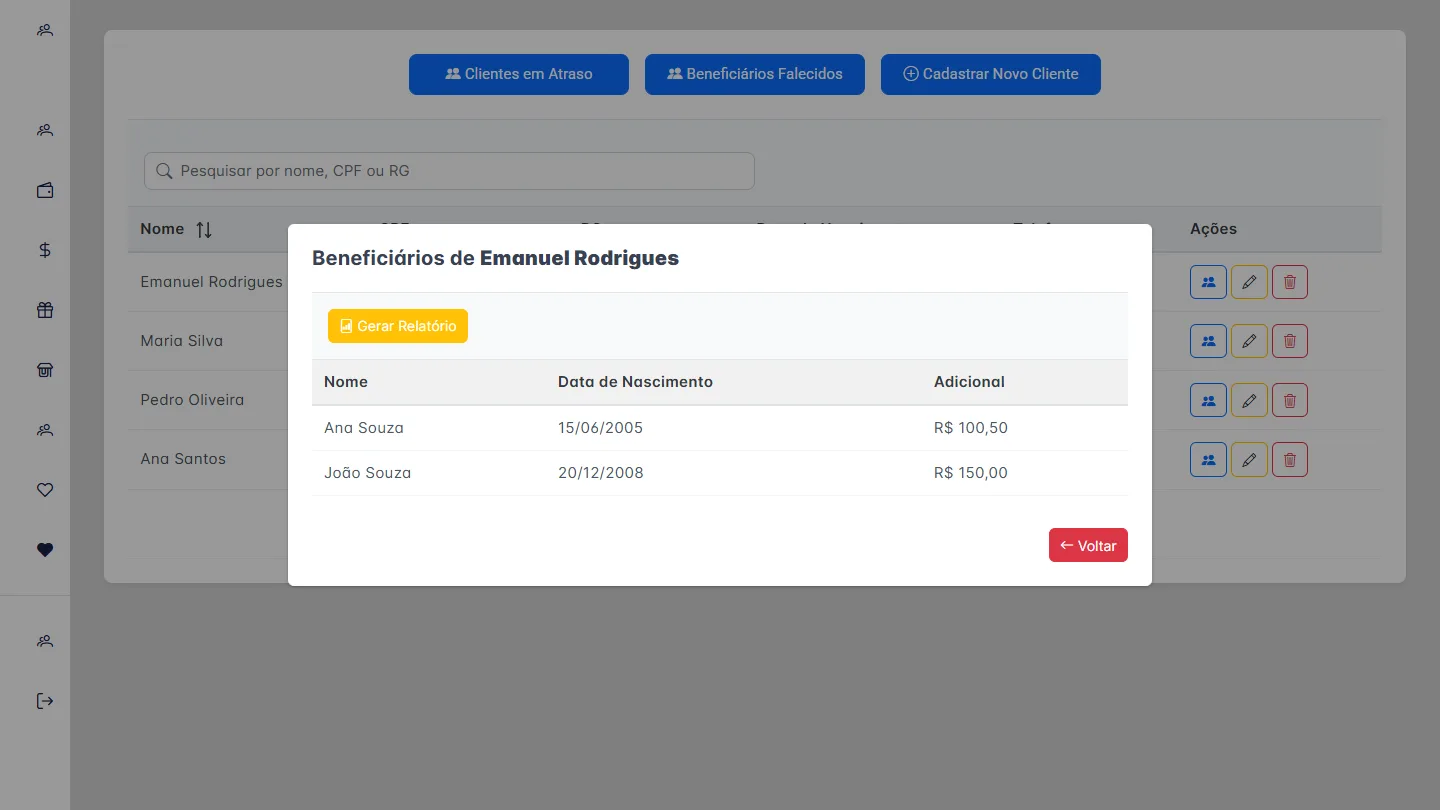 Clientes em Atraso
Beneficiários Falecidos
Cadastrar Novo Cliente
Pesquisar por nome, CPF ou RG
Nome
Ações
Emanuel Rodrigues
Maria Silva
Pedro Oliveira
Ana Santos
Beneficiários de Emanuel Rodrigues
Gerar Relatório
Nome Data de Nascimento Adicional
Ana Souza 15/06/2005 R$ 100,50
João Souza 20/12/2008 R$ 150,00
Voltar